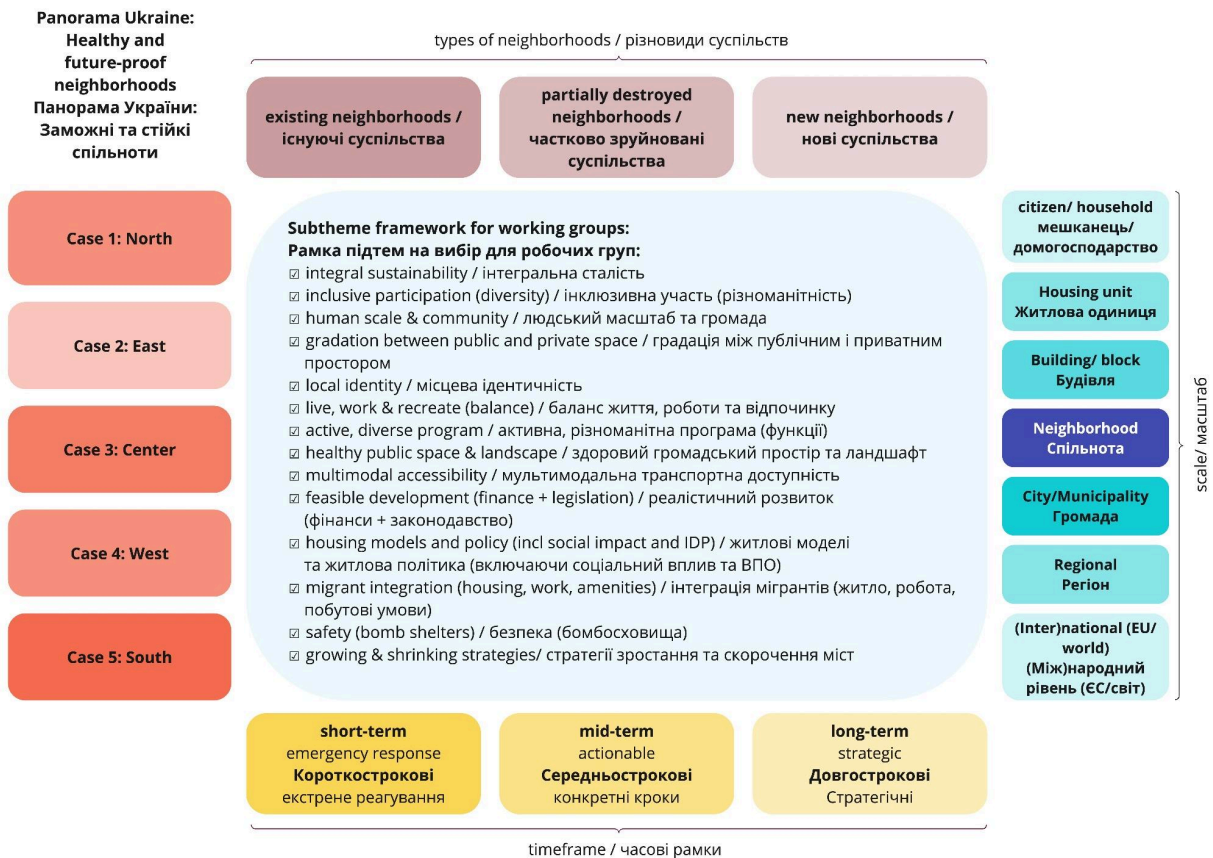 Panorama Ukraine:
Healthy and
future-proof
neighborhoods
Панорама України:
Заможні та стійкі
спільноти
types of neighborhoods / різновиди суспільств
existing neighborhoods /
існуючі суспільства
partially destroyed
neighborhoods /
частково зруйновані
суспільства
new neighborhoods /
нові суспільства
Case 1: North
Case 2: East
Case 3: Center
Case 4: West
Case 5: South
Subtheme framework for working groups:
Рамка підтем на вибір для робочих груп:
☑ integral sustainability / інтегральна сталість
☑ inclusive participation (diversity) / інклюзивна участь (різноманітність)
☑ human scale & community / людський масштаб та громада
☑ gradation between public and private space / градація між публічним і приватним
простором
☑ local identity / місцева ідентичність
☑ live, work & recreate (balance) / баланс життя, роботи та відпочинку
☑ active, diverse program / активна, різноманітна програма (функції)
☑ healthy public space & landscape / здоровий громадський простір та ландшафт
☑ multimodal accessibility / мультимодальна транспортна доступність
☑ feasible development (finance + legislation) / реалістичний розвиток
(фінанси + законодавство)
☑ housing models and policy (incl social impact and IDP) / житлові моделі
та житлова політика (включаючи соціальний вплив та ВПО)
☑ migrant integration (housing, work, amenities) / інтеграція мігрантів (житло, робота,
побутові умови)
☑ safety (bomb shelters) / безпека (бомбосховища)
☑ growing & shrinking strategies/ стратегії зростання та скорочення міст
citizen/ household
мешканець/
домогосподарство
Housing unit
Житлова одиниця
Building/ block
Будівля
Neighborhood
Спільнота
City/Municipality
Громада
Regional
Регіон
(Inter)national (EU/
world)
(Між)народний
рівень (ЄС/світ)
scale/ масштаб
short-term
emergency response
Короткострокові
екстрене реагування
mid-term
actionable
Середньострокові
конкретні кроки
long-term
strategic
Довгострокові
Стратегічні
timeframe / часові рамки